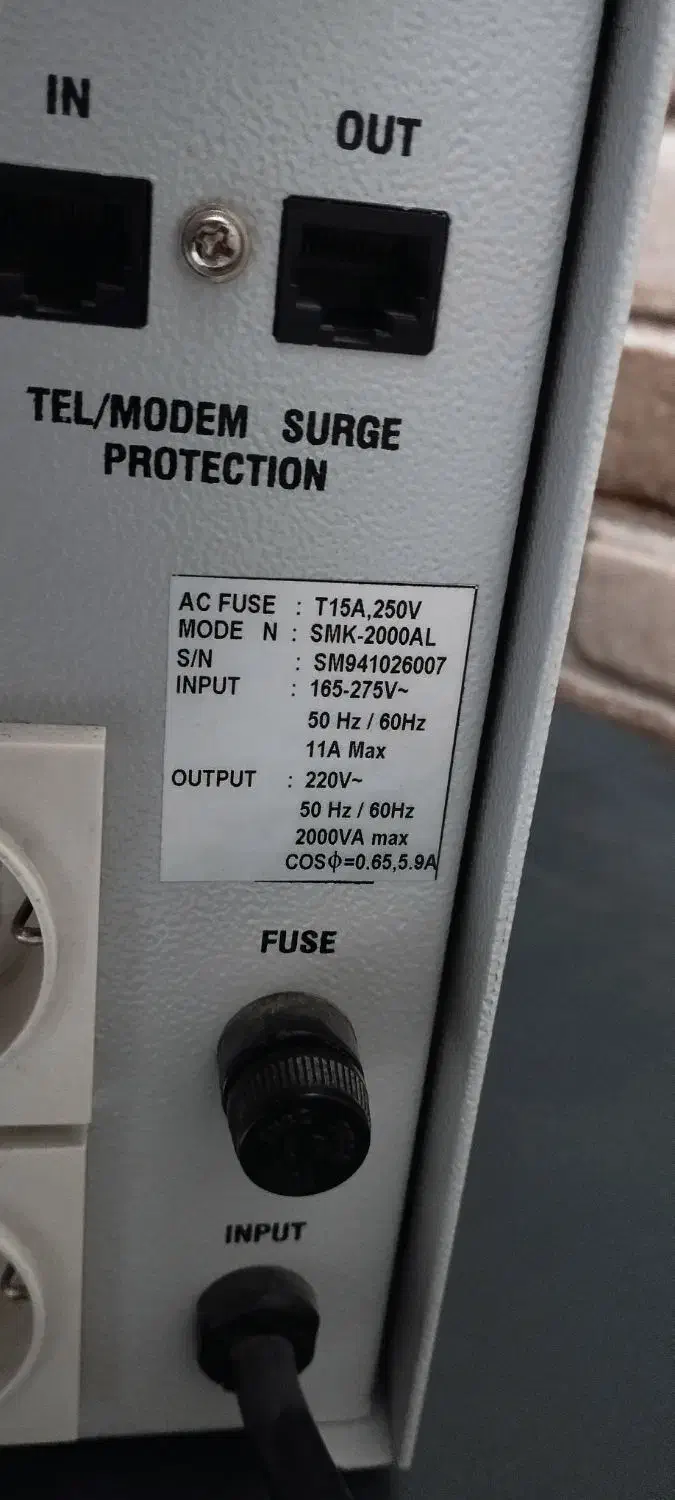 IN
OUT
TEL/MODEM SURGE
PROTECTION
AC FUSE : T15A,250V
MODE N : SMK-2000AL
S/N : SM941026007
INPUT : 165-275V~
50 Hz / 60Hz
11A Max
OUTPUT : 220V~
50 Hz / 60Hz
2000VA max
COSϕ=0.65,5.9A
FUSE
INPUT